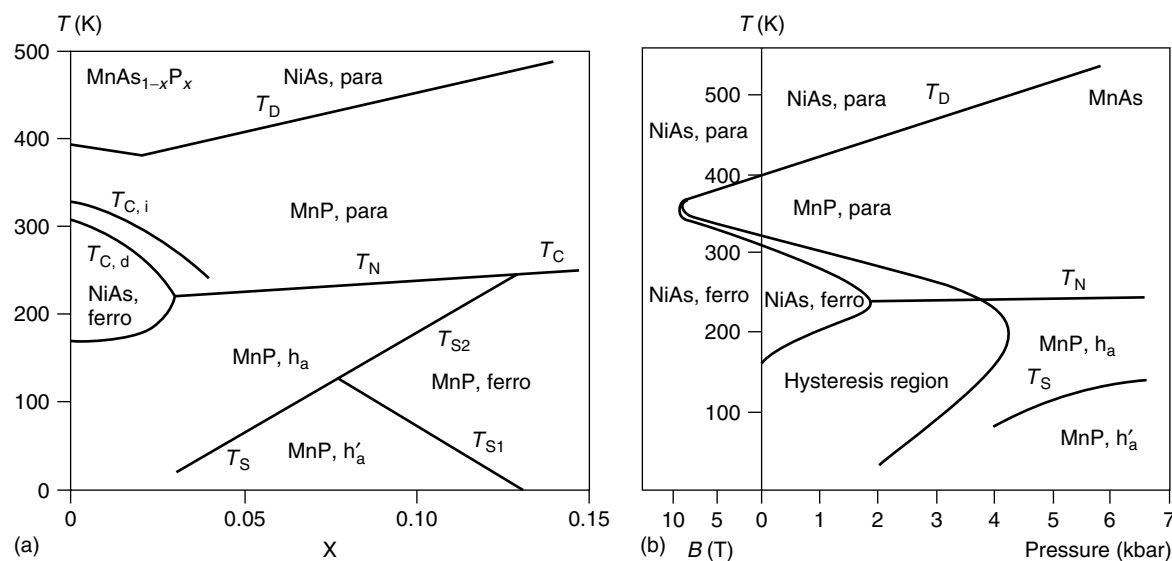 T (K)
500
400
300
200
100
0
MnAs1−xPx
NiAs, para
TD
TC, i
MnP, para
TC, d
TN
TC
NiAs,
ferro
TS2
MnP, ha
MnP, ferro
TS
MnP, h′a
TS1
0
0.05
0.10
0.15
(a)
X
T (K)
500
400
300
200
100
NiAs, para
TD
MnAs
NiAs, para
MnP, para
NiAs, ferro
NiAs, ferro
TN
MnP, ha
Hysteresis region
TS
MnP, h′a
10
5
0
1
2
3
4
5
6
7
(b)
B (T)
Pressure (kbar)